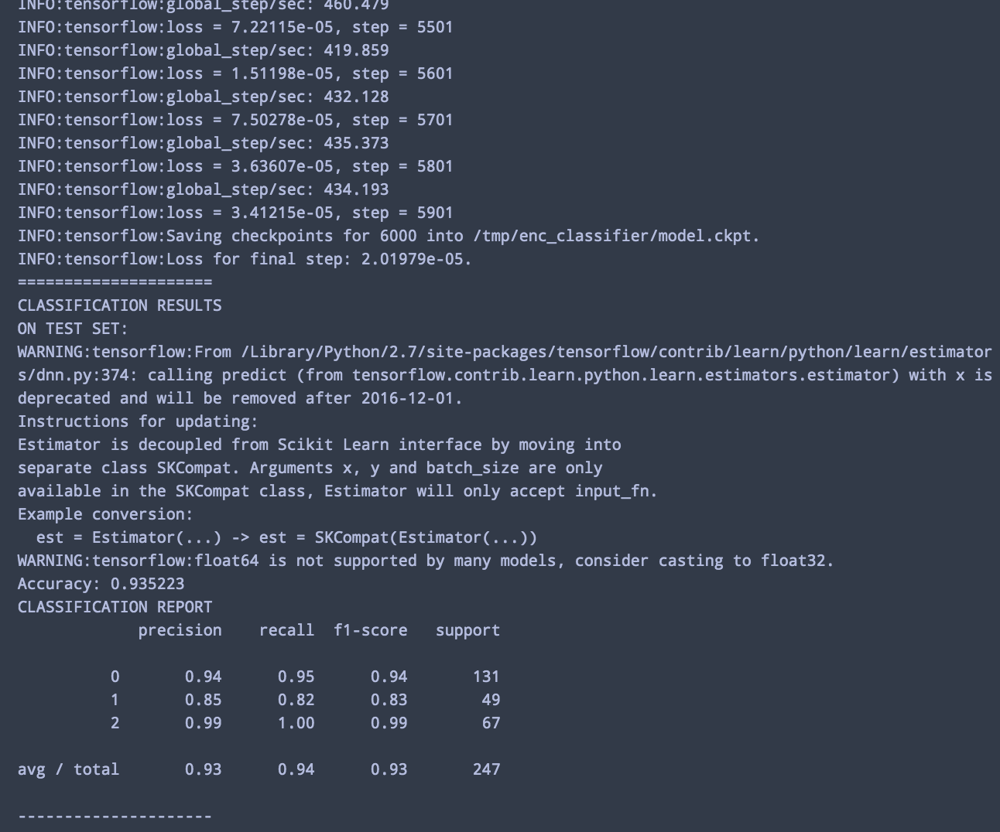 INFO:tensorflow:global_step/sec: 460.479
INFO:tensorflow:loss = 7.22115e-05, step = 5501
INFO:tensorflow:global_step/sec: 419.859
INFO:tensorflow:loss = 1.51198e-05, step = 5601
INFO:tensorflow:global_step/sec: 432.128
INFO:tensorflow:loss = 7.50278e-05, step = 5701
INFO:tensorflow:global_step/sec: 435.373
INFO:tensorflow:loss = 3.63607e-05, step = 5801
INFO:tensorflow:global_step/sec: 434.193
INFO:tensorflow:loss = 3.41215e-05, step = 5901
INFO:tensorflow:Saving checkpoints for 6000 into /tmp/enc_classifier/model.ckpt.
INFO:tensorflow:Loss for final step: 2.01979e-05.
=====================
CLASSIFICATION RESULTS
ON TEST SET:
WARNING:tensorflow:From /Library/Python/2.7/site-packages/tensorflow/contrib/learn/python/learn/estimator
s/dnn.py:374: calling predict (from tensorflow.contrib.learn.python.learn.estimators.estimator) with x is
deprecated and will be removed after 2016-12-01.
Instructions for updating:
Estimator is decoupled from Scikit Learn interface by moving into
separate class SKCompat. Arguments x, y and batch_size are only
available in the SKCompat class, Estimator will only accept input_fn.
Example conversion:
  est = Estimator(...) -> est = SKCompat(Estimator(...))
WARNING:tensorflow:float64 is not supported by many models, consider casting to float32.
Accuracy: 0.935223
CLASSIFICATION REPORT
             precision    recall  f1-score   support

          0       0.94      0.95      0.94       131
          1       0.85      0.82      0.83        49
          2       0.99      1.00      0.99        67

avg / total       0.93      0.94      0.93       247

---------------------